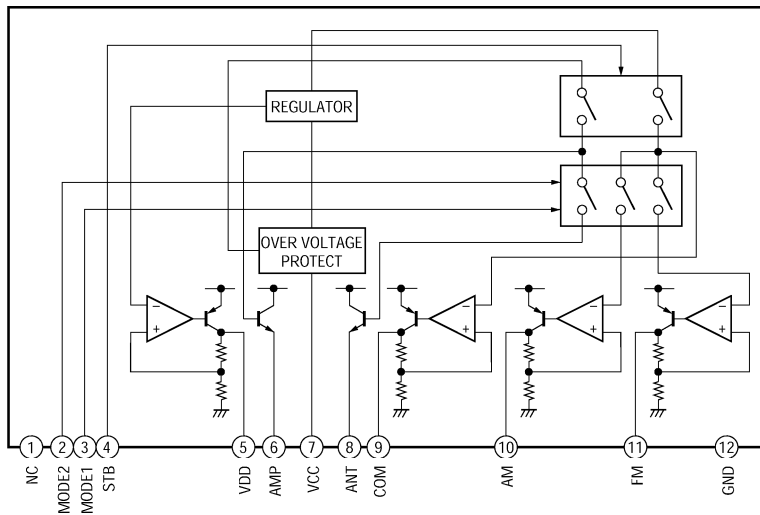 REGULATOR
OVER VOLTAGE
PROTECT
− − − −
+ + + +
1 2 3 4 5 6 7 8 9 10 11 12
NC
MODE2
MODE1
STB
VDD
AMP
VCC
ANT
COM
AM
FM
GND